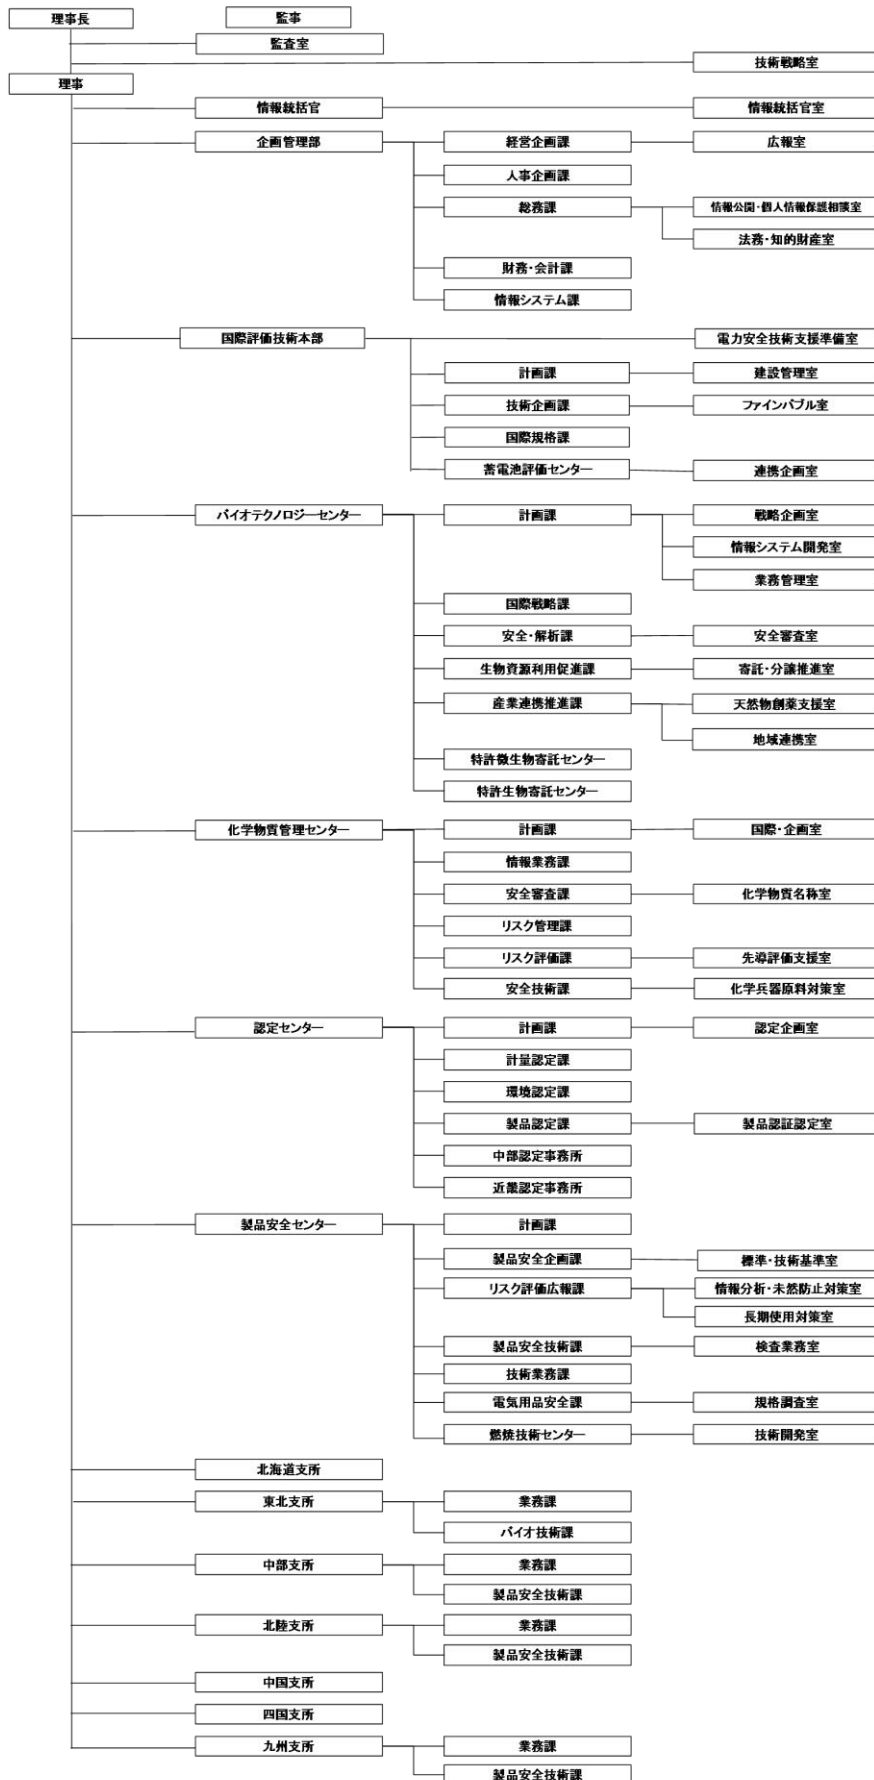 理事長
監事
監査室
技術戦略室
理事
情報統括官
情報統括官室
企画管理部
経営企画課
広報室
人事企画課
総務課
情報公開・個人情報保護相談室
法務・知的財産室
財務・会計課
情報システム課
国際評価技術本部
電力安全技術支援準備室
計画課
建設管理室
技術企画課
ファインバブル室
国際規格課
蓄電池評価センター
連携企画室
バイオテクノロジーセンター
計画課
戦略企画室
情報システム開発室
業務管理室
国際戦略課
安全・解析課
安全審査室
生物資源利用促進課
寄託・分譲推進室
産業連携推進課
天然物創薬支援室
地域連携室
特許微生物寄託センター
特許生物寄託センター
化学物質管理センター
計画課
国際・企画室
情報業務課
安全審査課
化学物質名称室
リスク管理課
リスク評価課
先導評価支援室
安全技術課
化学兵器原料対策室
認定センター
計画課
認定企画室
計量認定課
環境認定課
製品認定課
製品認証認定室
中部認定事務所
近畿認定事務所
製品安全センター
計画課
製品安全企画課
標準・技術基準室
リスク評価広報課
情報分析・未然防止対策室
長期使用対策室
製品安全技術課
検査業務室
技術業務課
電気用品安全課
規格調査室
燃焼技術センター
技術開発室
北海道支所
東北支所
業務課
バイオ技術課
中部支所
業務課
製品安全技術課
北陸支所
業務課
製品安全技術課
中国支所
四国支所
九州支所
業務課
製品安全技術課